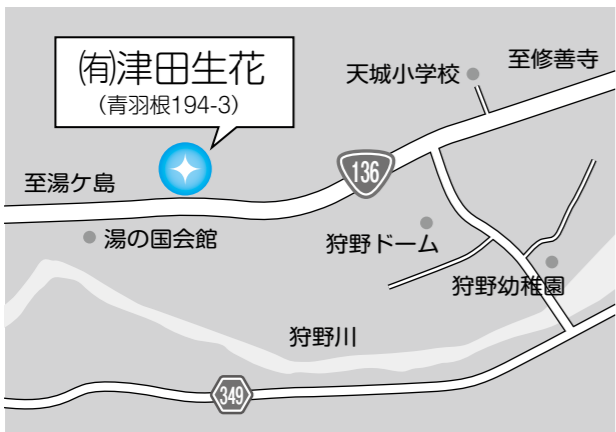 ㈲津田生花
(青羽根194-3)
天城小学校
至修善寺
136
至湯ケ島
湯の国会館
狩野ドーム
狩野幼稚園
狩野川
349